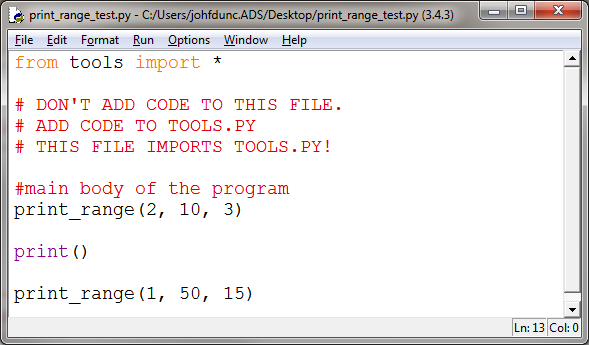 print_range_test.py - C:/Users/johfdunc.ADS/Desktop/print_range_test.py (3.4.3)
File Edit Format Run Options Window Help
from tools import *
# DON'T ADD CODE TO THIS FILE.
# ADD CODE TO TOOLS.PY
# THIS FILE IMPORTS TOOLS.PY!
#main body of the program
print_range(2, 10, 3)
print()
print_range(1, 50, 15)
Ln: 13 Col: 0